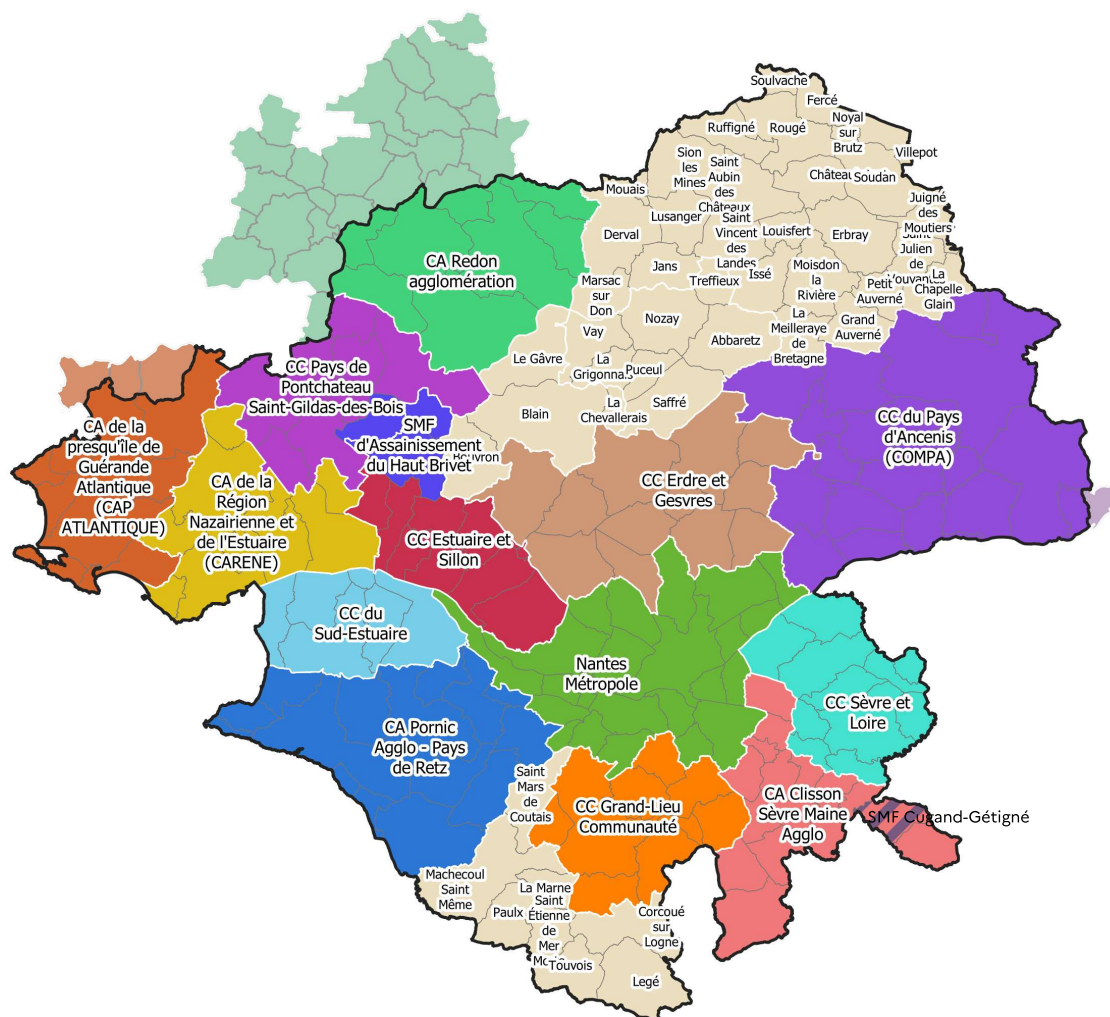 Soulvache
Fercé
Ruffigné
Rougé
Noyal
sur
Brutz
Villepot
Sion
les
Mines
Saint
Aubin
des
Châteaux
Soudan
Mouais
Lusanger
Juigné
des
Moutiers
Derval
Saint
Vincent
des
Landes
Louisfert
Erbray
Julien
de
CA Redon
agglomération
Jans
Treffieux
Issé
Moisdon
la
Rivière
Petit
Auverné
La
Chapelle
Glain
Marsac
sur
Don
Nozay
Vay
La
Meilleraye
de
Bretagne
Grand
Auverné
Abbaretz
Le Gâvre
La
Puceul
CC Pays de
Pontchateau
Saint-Gildas-des-Bois
Blain
La
Chevallerais
Saffré
SMF
d'Assainissement
du Haut Brivet
CC du Pays
d'Ancenis
(COMPA)
CA de la
presqu'île de
Guérande
Atlantique
(CAP
ATLANTIQUE)
CA de la
Région
Nazairienne et
de l'Estuaire
(CARENE)
CC Erdre et
Gesvres
CC Estuaire et
Sillon
CC du
Sud-Estuaire
Nantes
Métropole
CC Sèvre et
Loire
CA Pornic
Agglo - Pays
de Retz
Saint
Mars
de
Coutais
CC Grand-Lieu
Communauté
CA Clisson
Sèvre Maine
Agglo
SMF Cugand-Gétigné
Machecoul
Saint
Même
Paulx
La Marne
Saint
Étienne
de
Mer
Touvois
Corcoué
sur
Logne
Legé